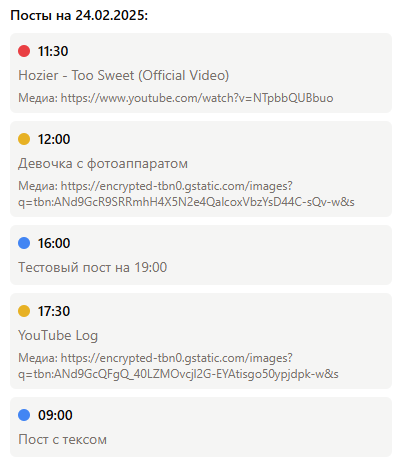 Посты на 24.02.2025:
11:30
Hozier - Too Sweet (Official Video)
Медиа: https://www.youtube.com/watch?v=NTpbbQUBbuo
12:00
Девочка с фотоаппаратом
Медиа: https://encrypted-tbn0.gstatic.com/images?
q=tbn:ANd9GcR9SRRmhH4X5N2e4QalcoxVbzYsD44C-sQv-w&s
16:00
Тестовый пост на 19:00
17:30
YouTube Log
Медиа: https://encrypted-tbn0.gstatic.com/images?
q=tbn:ANd9GcQFgQ_40LZMOvcjl2G-EYAtisgo50ypjdpk-w&s
09:00
Пост с тексом